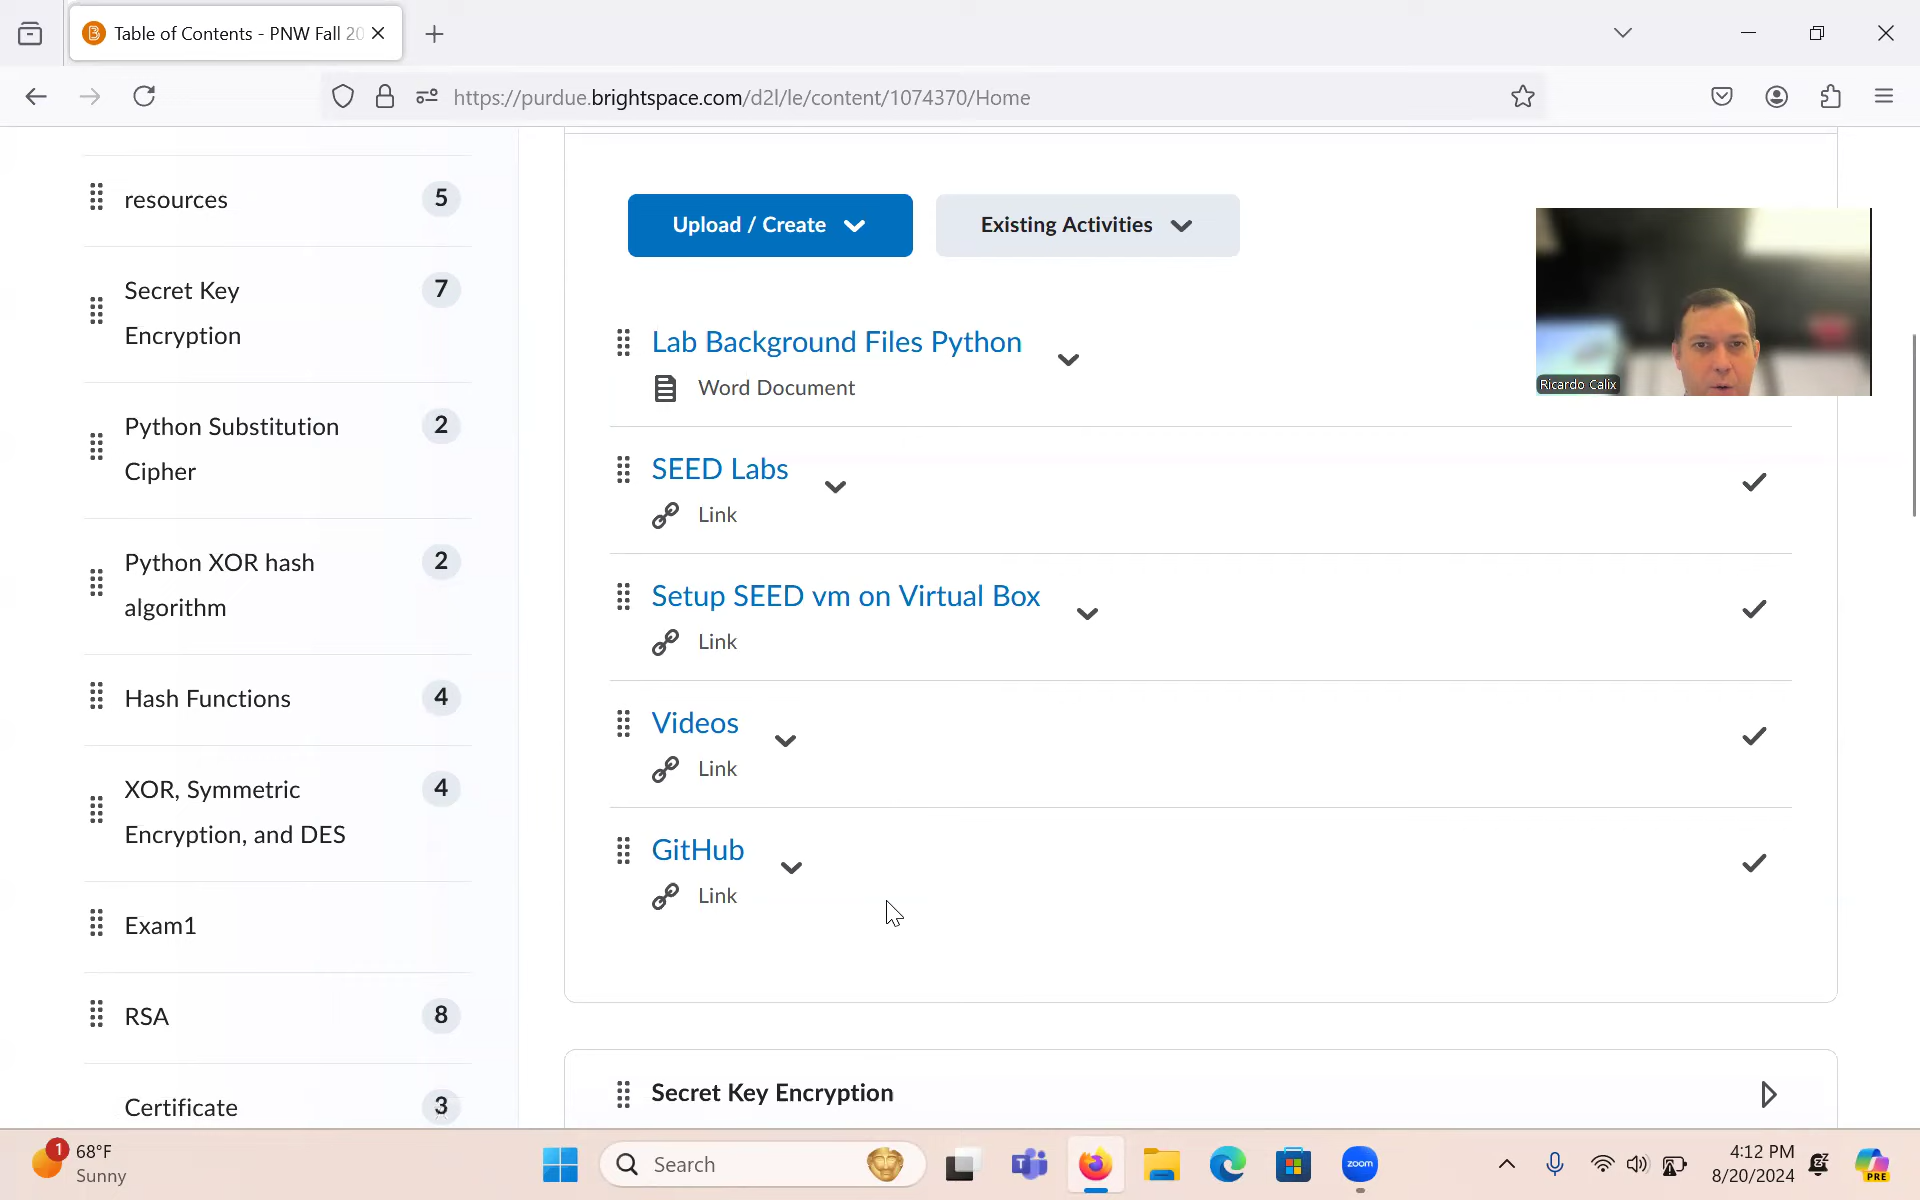 Table of Contents - PNW Fall 20
https://purdue.brightspace.com/d2l/le/content/1074370/Home
resources 5
Secret Key Encryption 7
Python Substitution Cipher 2
Python XOR hash algorithm 2
Hash Functions 4
XOR, Symmetric Encryption, and DES 4
Exam1
RSA 8
Certificate 3
Upload / Create
Existing Activities
Lab Background Files Python
Word Document
SEED Labs
Link
Setup SEED vm on Virtual Box
Link
Videos
Link
GitHub
Link
Secret Key Encryption
Ricardo Calix
1
68°F
Sunny
Search
zoom
4:12 PM
8/20/2024
PRE